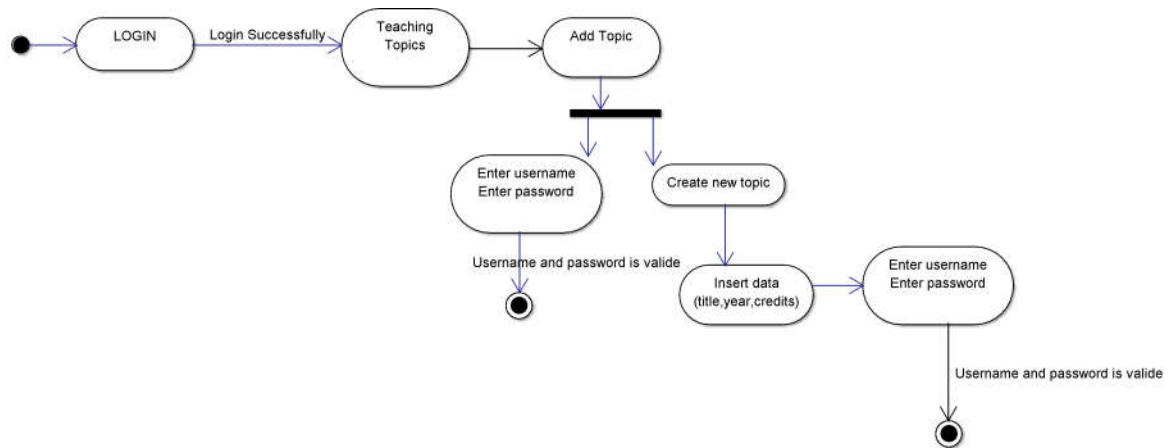 LOGIN
Login Successfully
Teaching
Topics
Add Topic
Enter username
Enter password
Create new topic
Username and password is valide
Insert data
(title,year,credits)
Enter username
Enter password
Username and password is valide